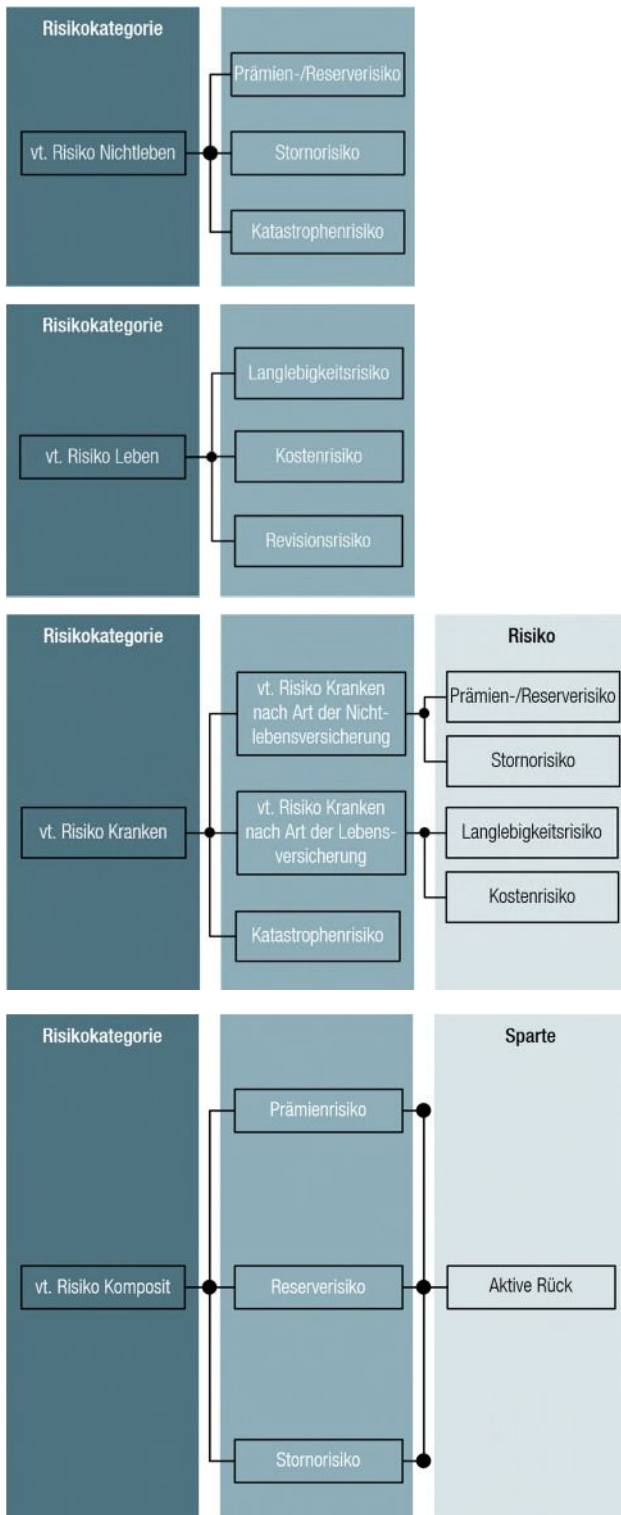 Risikokategorie
Prämien-/Reserverisiko
vt. Risiko Nichtleben
Stornorisiko
Katastrophenrisiko
Risikokategorie
Langlebigkeitsrisiko
vt. Risiko Leben
Kostenrisiko
Revisionsrisiko
Risikokategorie
Risiko
vt. Risiko Kranken
nach Art der Nicht-
lebensversicherung
Prämien-/Reserverisiko
Stornorisiko
vt. Risiko Kranken
vt. Risiko Kranken
nach Art der Lebens-
versicherung
Langlebigkeitsrisiko
Kostenrisiko
Katastrophenrisiko
Risikokategorie
Sparte
Prämienrisiko
vt. Risiko Komposit
Reserverisiko
Aktive Rück
Stornorisiko